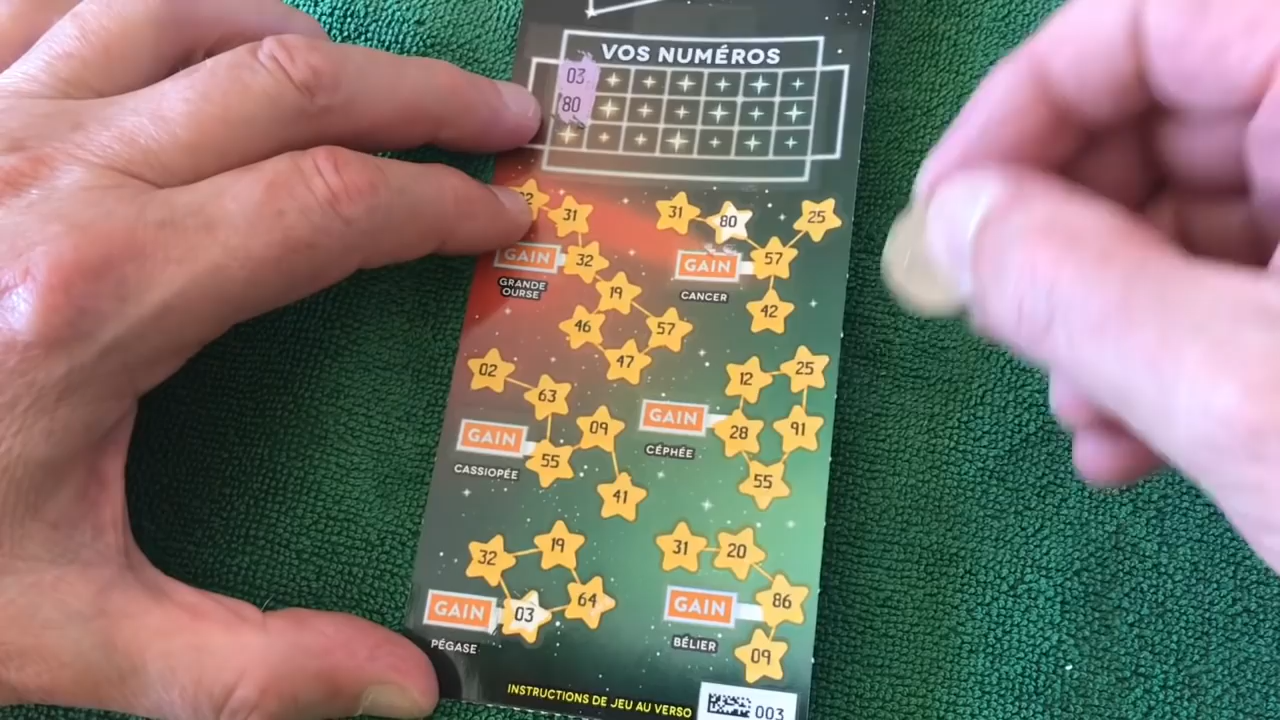 VOS NUMÉROS
03
80
31
32
GAIN
GRANDE
OURSE
19
46
57
47
31
80
25
57
GAIN
CANCER
42
02
63
09
GAIN
55
CASSIOPÉE
41
12
25
GAIN
28
91
CÉPHÉE
55
32
19
GAIN
03
64
PÉGASE
31
20
GAIN
86
BÉLIER
09
INSTRUCTIONS DE JEU AU VERSO
003